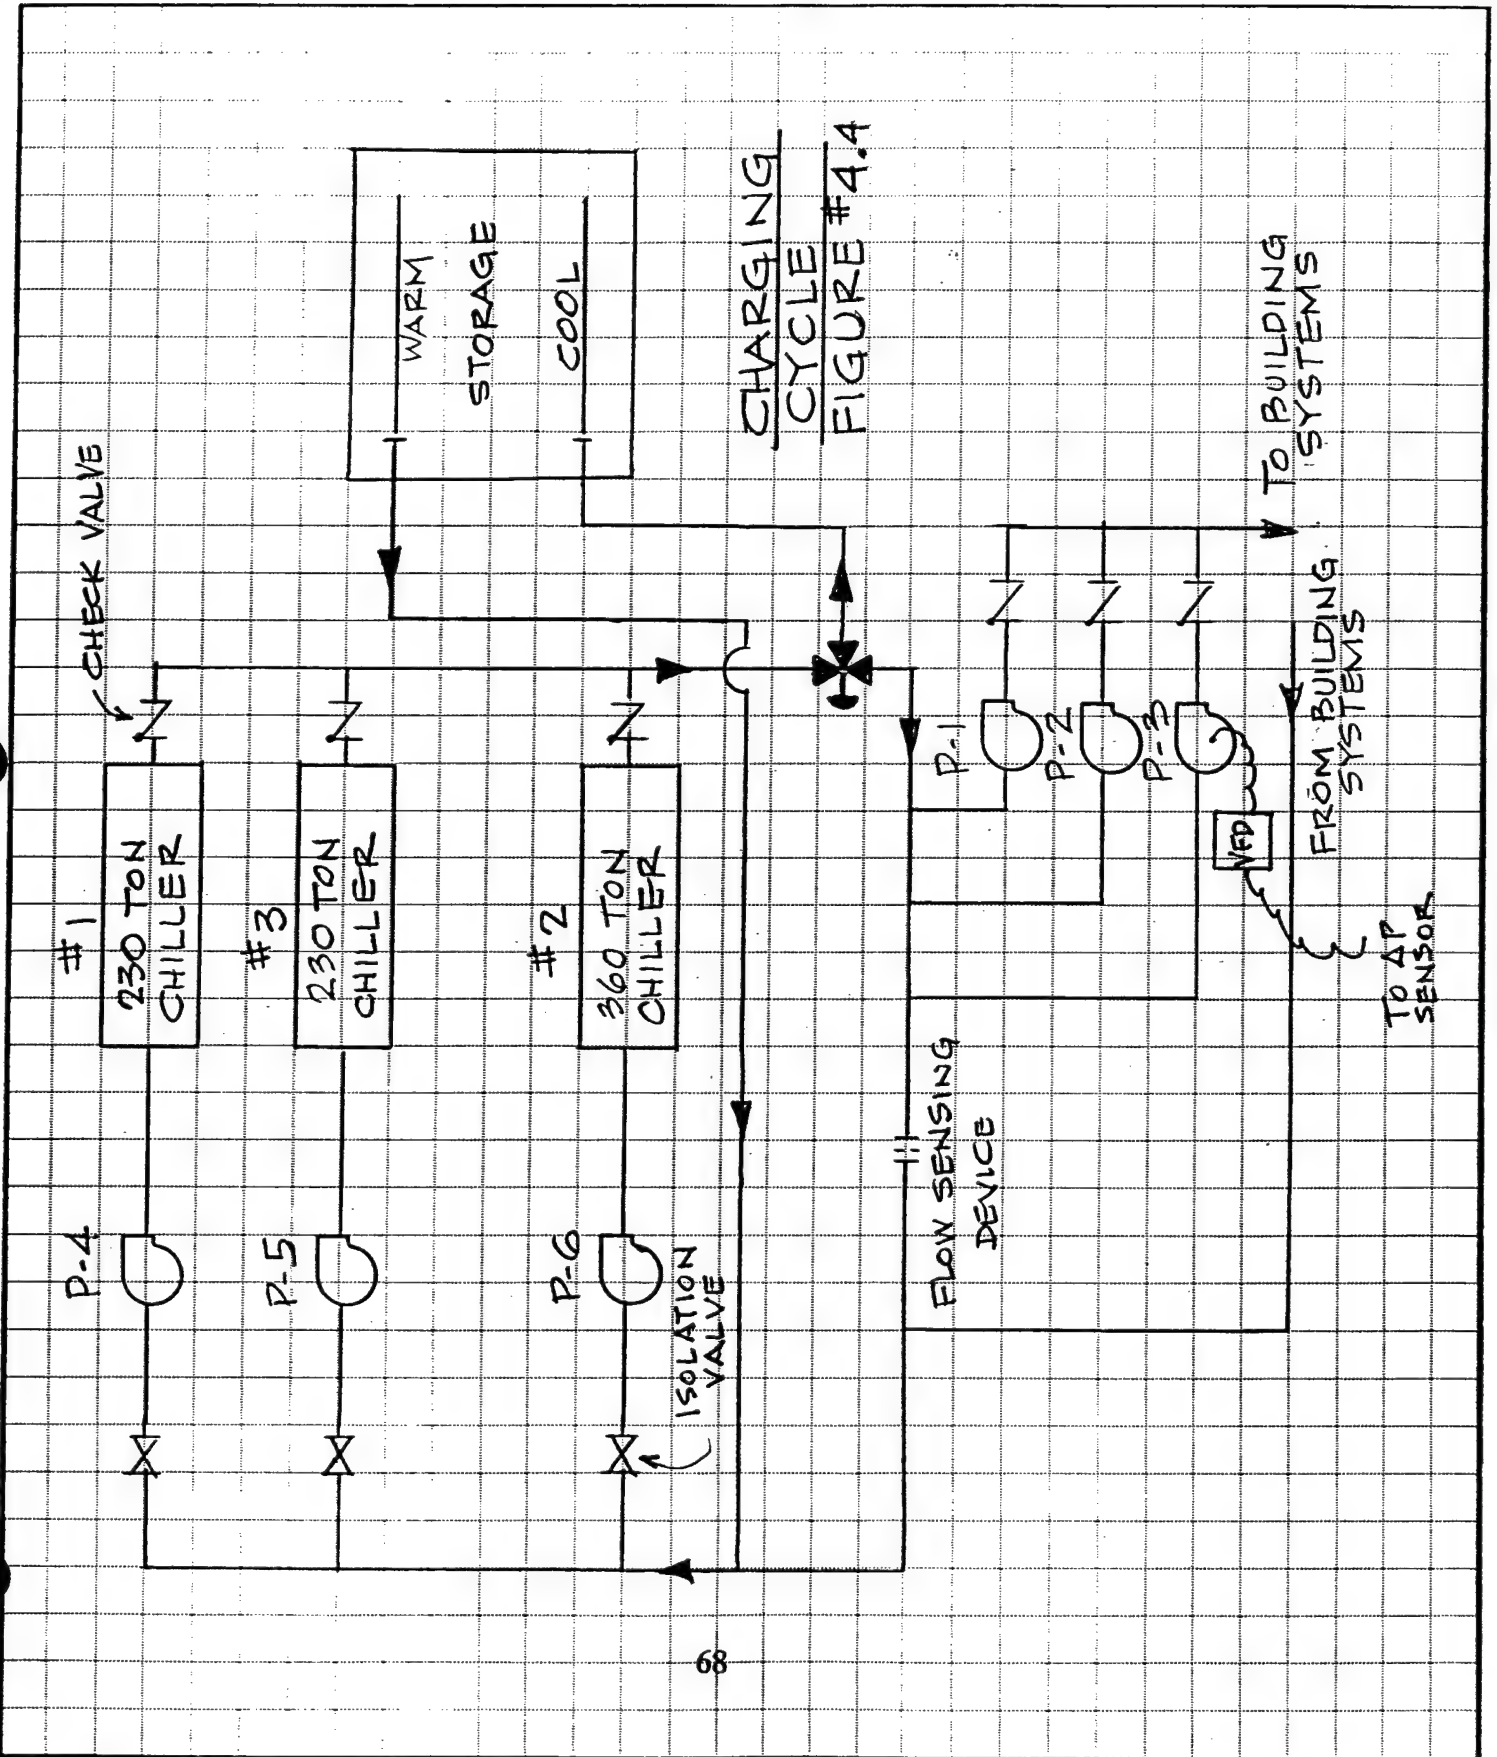 CHECK VALVE
#1
230 TON
CHILLER
#3
230 TON
CHILLER
#2
360 TON
CHILLER
P-4
P-5
P-6
ISOLATION
VALVE
WARM
STORAGE
COOL
CHARGING
CYCLE
FIGURE #4.4
P-1
P-2
P-3
VFD
TO ΔP
SENSOR
FLOW SENSING
DEVICE
TO BUILDING
SYSTEMS
FROM BUILDING
SYSTEMS
68